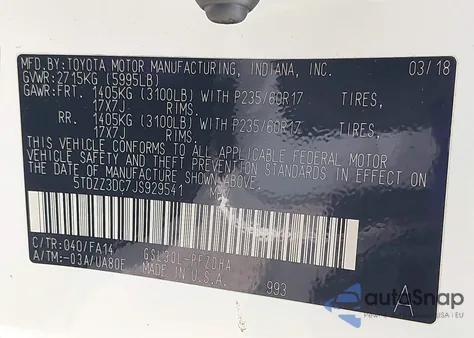 MFD.BY:TOYOTA MOTOR MANUFACTURING, INDIANA, INC. 03/18
GVWR: 2715KG (5995LB)
GAWR:FRT. 1405KG (3100LB) WITH P235/60R17 TIRES,
17X7J RIMS.
RR. 1405KG (3100LB) WITH P235/60R17 TIRES,
17X7J RIMS.
THIS VEHICLE CONFORMS TO ALL APPLICABLE FEDERAL MOTOR
VEHICLE SAFETY AND THEFT PREVENTION STANDARDS IN EFFECT ON
THE DATE OF MANUFACTURE SHOWN ABOVE.
5TDZZ3DC7JS929541
C/TR:040/FA14 GSL30L-PFZDHA
A/TM:-03A/UA80E MADE IN U.S.A. 993 A
autoSnap
USA | EU